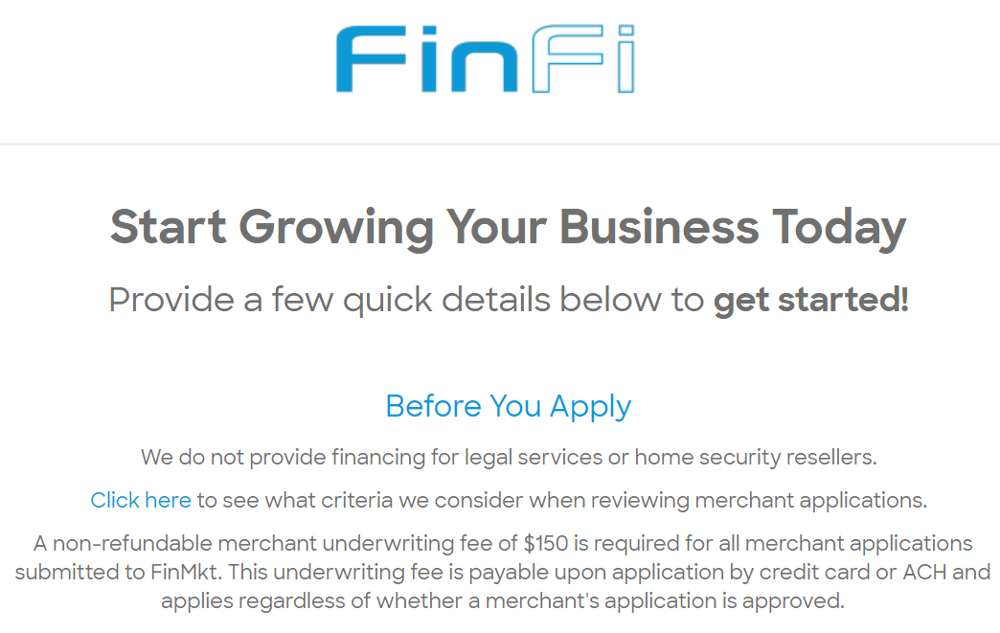 FinFi
Start Growing Your Business Today
Provide a few quick details below to get started!
Before You Apply
We do not provide financing for legal services or home security resellers.
Click here to see what criteria we consider when reviewing merchant applications.
A non-refundable merchant underwriting fee of $150 is required for all merchant applications
submitted to FinMkt. This underwriting fee is payable upon application by credit card or ACH and
applies regardless of whether a merchant's application is approved.